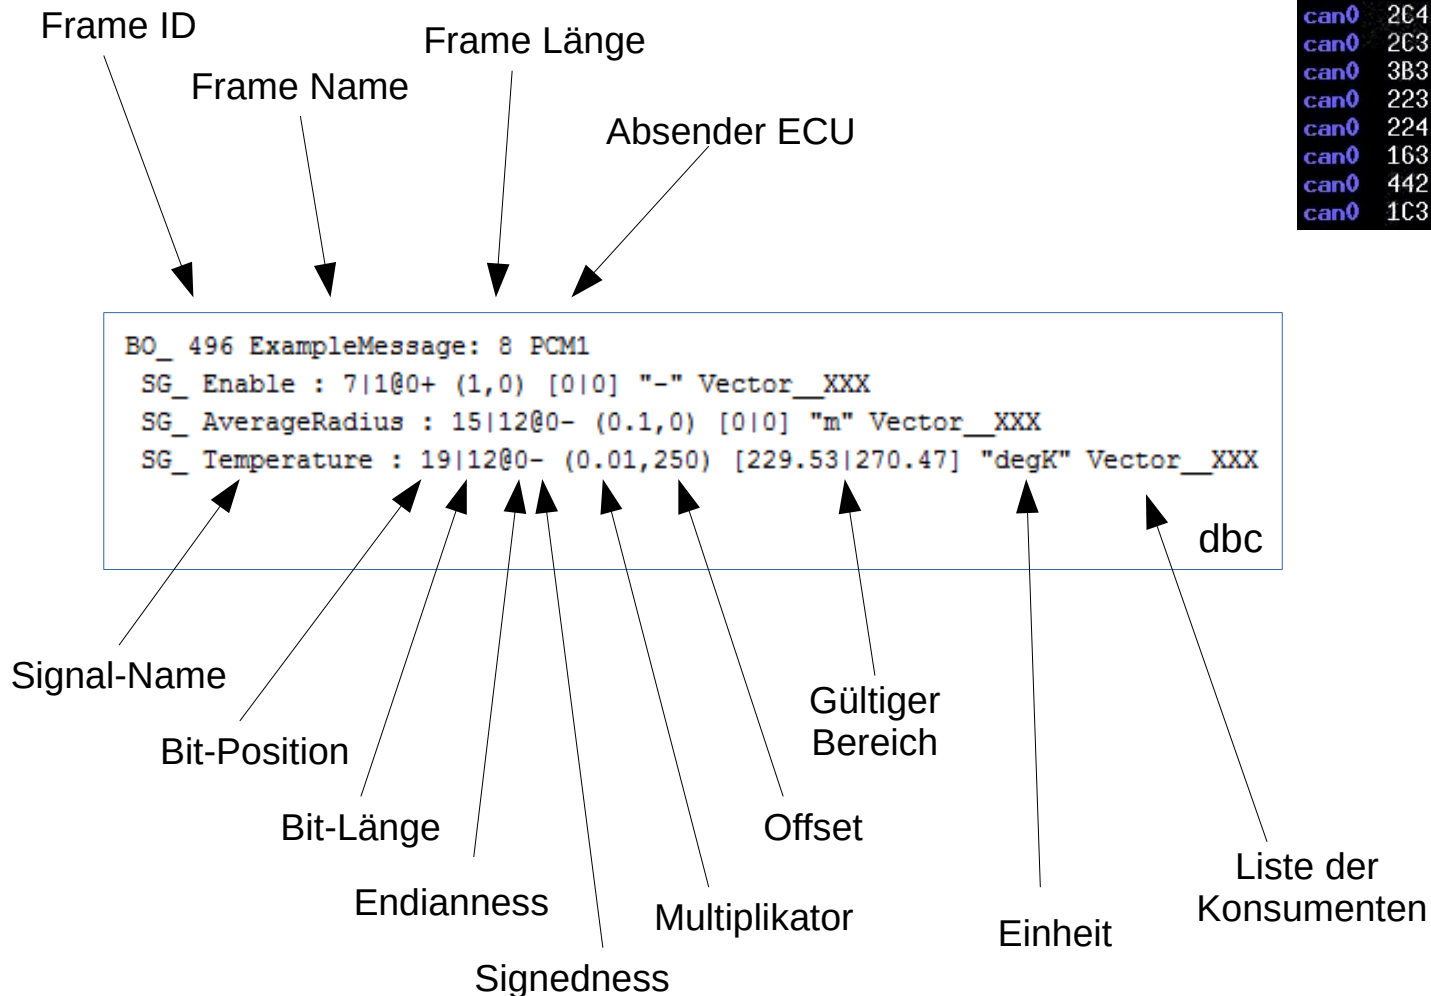 Frame ID
Frame Name
Frame Länge
Absender ECU
can0 2C4
can0 2C3
can0 3B3
can0 223
can0 224
can0 163
can0 442
can0 1C3
BO_ 496 ExampleMessage: 8 PCM1
SG_ Enable : 7|1@0+ (1,0) [0|0] "-" Vector__XXX
SG_ AverageRadius : 15|12@0- (0.1,0) [0|0] "m" Vector__XXX
SG_ Temperature : 19|12@0- (0.01,250) [229.53|270.47] "degK" Vector__XXX
dbc
Signal-Name
Bit-Position
Bit-Länge
Endianness
Signedness
Multiplikator
Offset
Gültiger
Bereich
Einheit
Liste der
Konsumenten